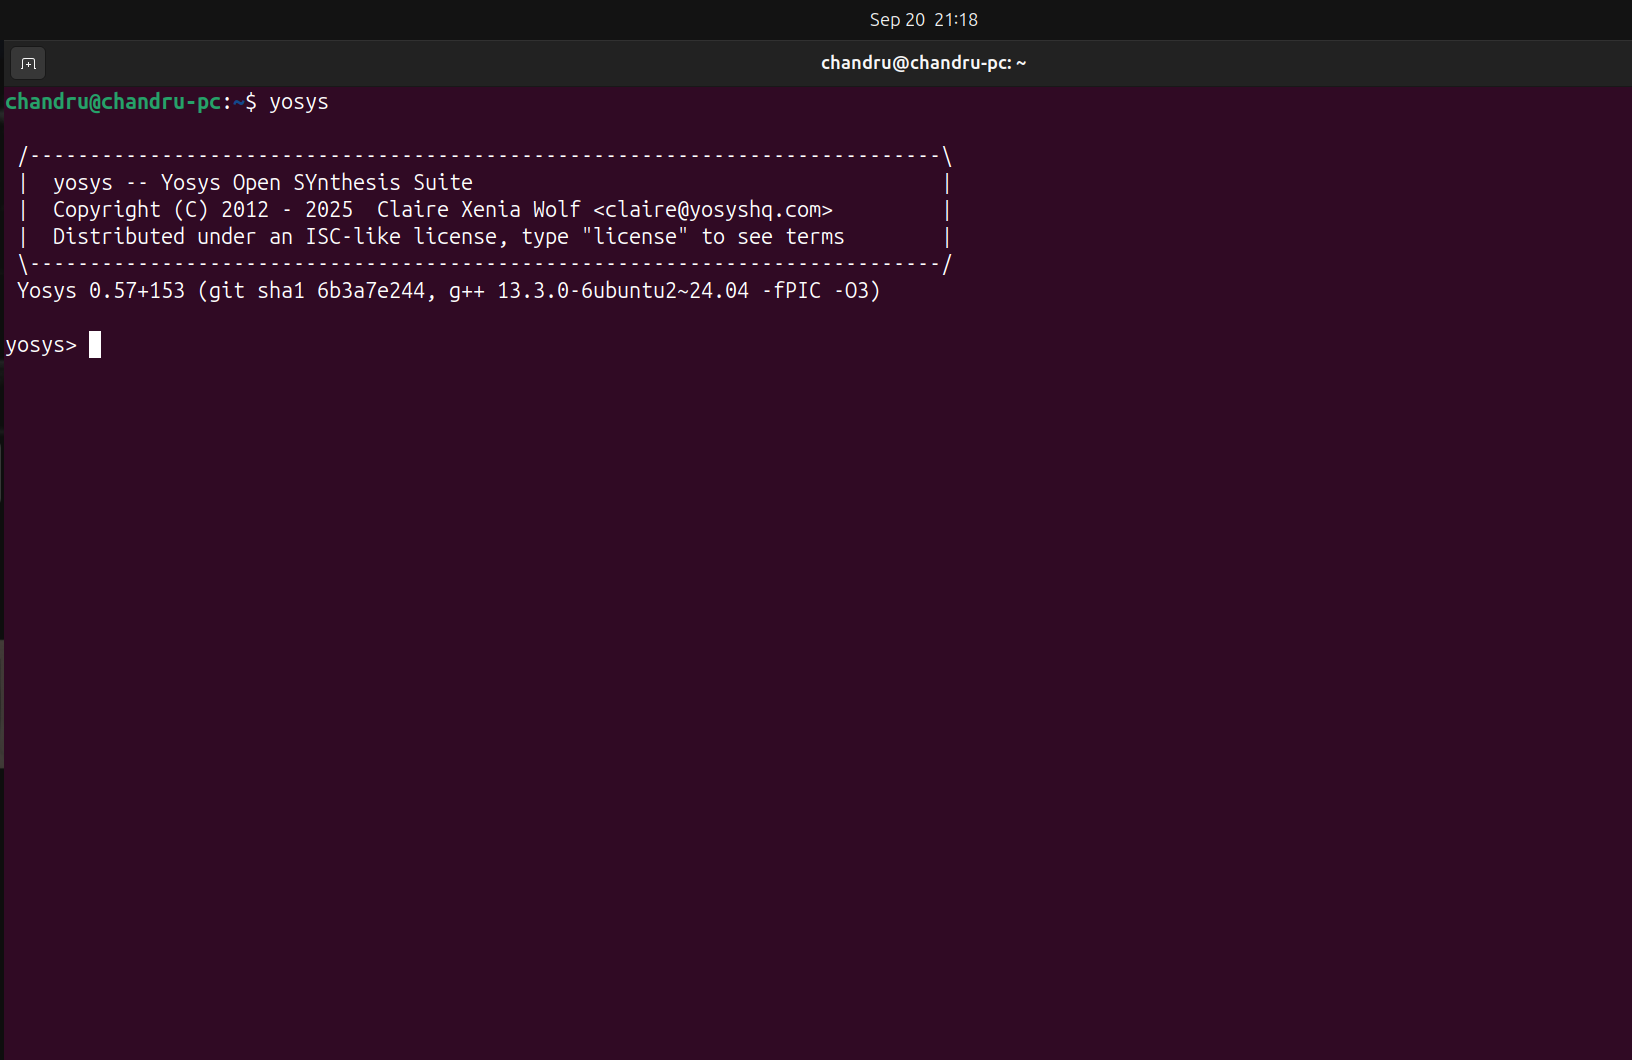 Sep 20 21:18
chandru@chandru-pc: ~
chandru@chandru-pc:~$ yosys
/----------------------------------------------------------------------------\
|  yosys -- Yosys Open SYnthesis Suite                                       |
|  Copyright (C) 2012 - 2025  Claire Xenia Wolf <claire@yosyshq.com>         |
|  Distributed under an ISC-like license, type "license" to see terms        |
\----------------------------------------------------------------------------/
Yosys 0.57+153 (git sha1 6b3a7e244, g++ 13.3.0-6ubuntu2~24.04 -fPIC -O3)
yosys>